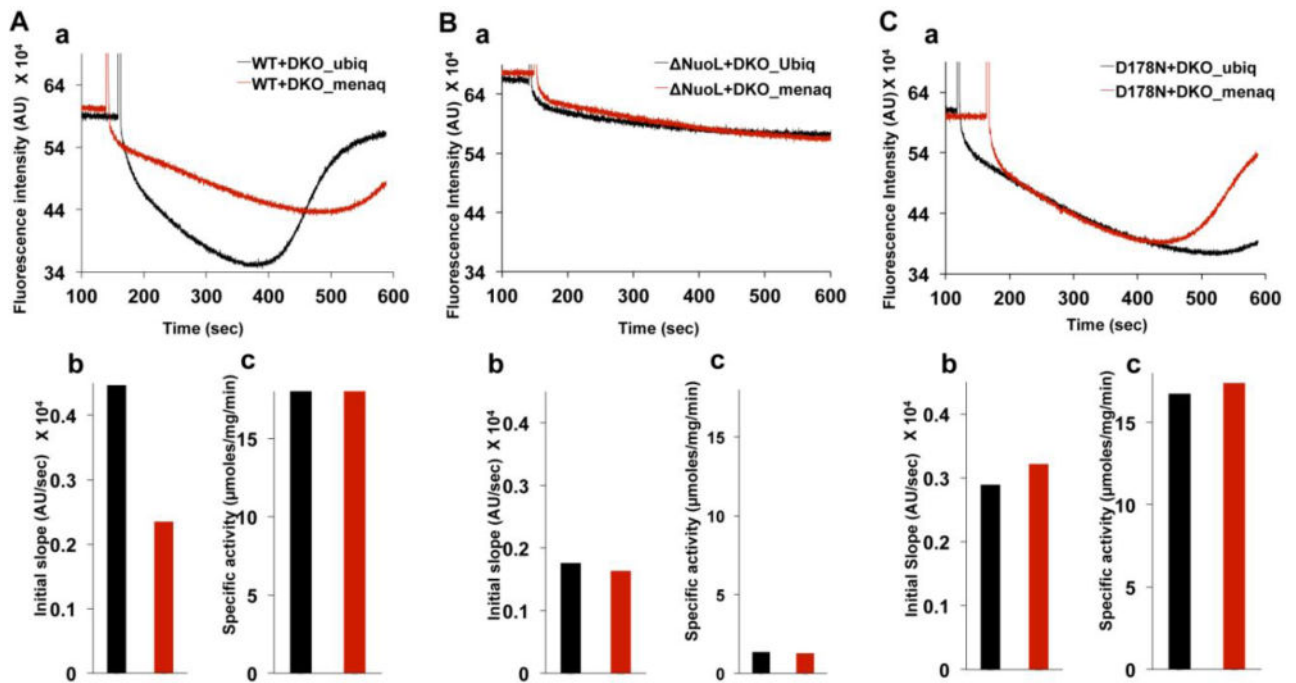 A
a
WT+DKO_ubiq
WT+DKO_menaq
Fluorescence intensity (AU) X 10⁴
64
54
44
34
100 200 300 400 500 600
Time (sec)
b
Initial slope (AU/sec) X 10⁴
0.4
0.3
0.2
0.1
0
c
Specific activity (µmoles/mg/min)
15
10
5
0
B
a
ΔNuoL+DKO_Ubiq
ΔNuoL+DKO_menaq
Fluorescence Intensity (AU) X 10⁴
64
54
44
34
100 200 300 400 500 600
Time (sec)
b
Initial slope (AU/sec) X 10⁴
0.4
0.3
0.2
0.1
0
c
Specific activity (µmoles/mg/min)
15
10
5
0
C
a
D178N+DKO_ubiq
D178N+DKO_menaq
Fluorescence Intensity (AU) X 10⁴
64
54
44
34
100 200 300 400 500 600
Time (sec)
b
Initial Slope (AU/sec) X 10⁴
0.4
0.3
0.2
0.1
0
c
Specific activity (µmoles/mg/min)
15
10
5
0